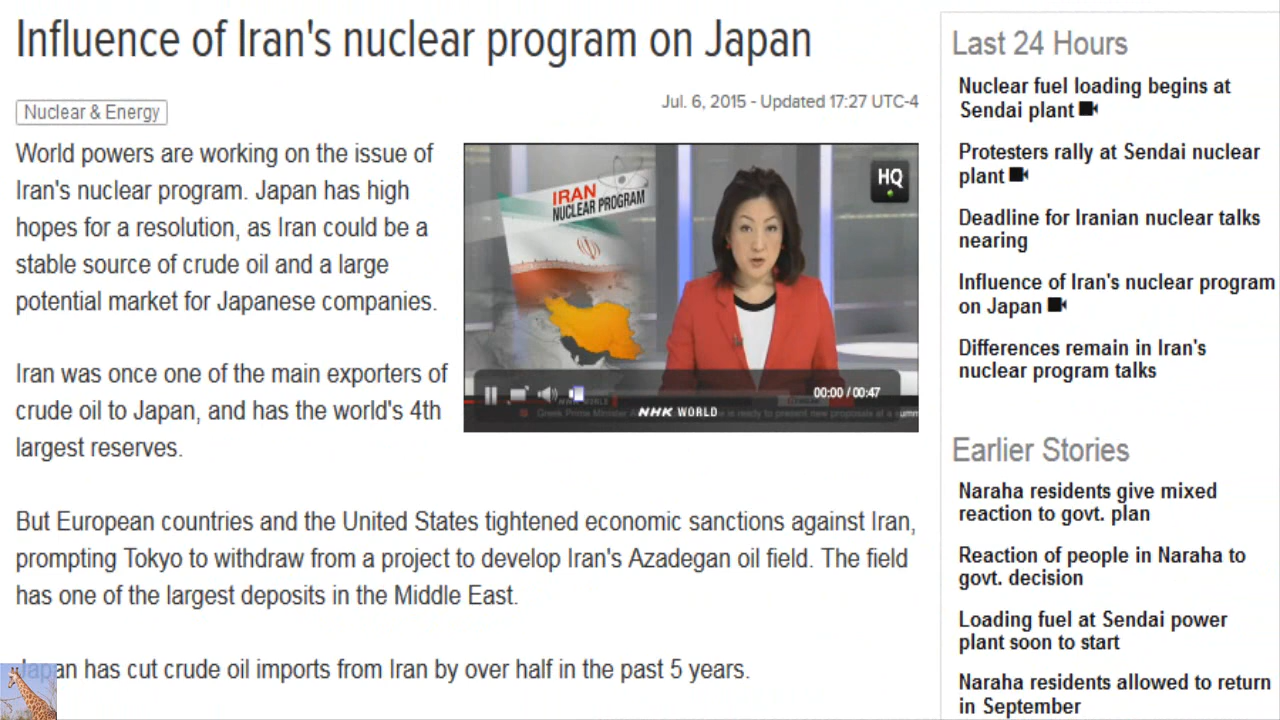 Influence of Iran's nuclear program on Japan
Nuclear & Energy
Jul. 6, 2015 - Updated 17:27 UTC-4
World powers are working on the issue of
Iran's nuclear program. Japan has high
hopes for a resolution, as Iran could be a
stable source of crude oil and a large
potential market for Japanese companies.
Iran was once one of the main exporters of
crude oil to Japan, and has the world's 4th
largest reserves.
But European countries and the United States tightened economic sanctions against Iran,
prompting Tokyo to withdraw from a project to develop Iran's Azadegan oil field. The field
has one of the largest deposits in the Middle East.
Japan has cut crude oil imports from Iran by over half in the past 5 years.
IRAN
NUCLEAR PROGRAM
HQ
00:00 / 00:47
NHK WORLD
Greek Prime Minister
is ready to present new proposals at a
Last 24 Hours
Nuclear fuel loading begins at
Sendai plant
Protesters rally at Sendai nuclear
plant
Deadline for Iranian nuclear talks
nearing
Influence of Iran's nuclear program
on Japan
Differences remain in Iran's
nuclear program talks
Earlier Stories
Naraha residents give mixed
reaction to govt. plan
Reaction of people in Naraha to
govt. decision
Loading fuel at Sendai power
plant soon to start
Naraha residents allowed to return
in September